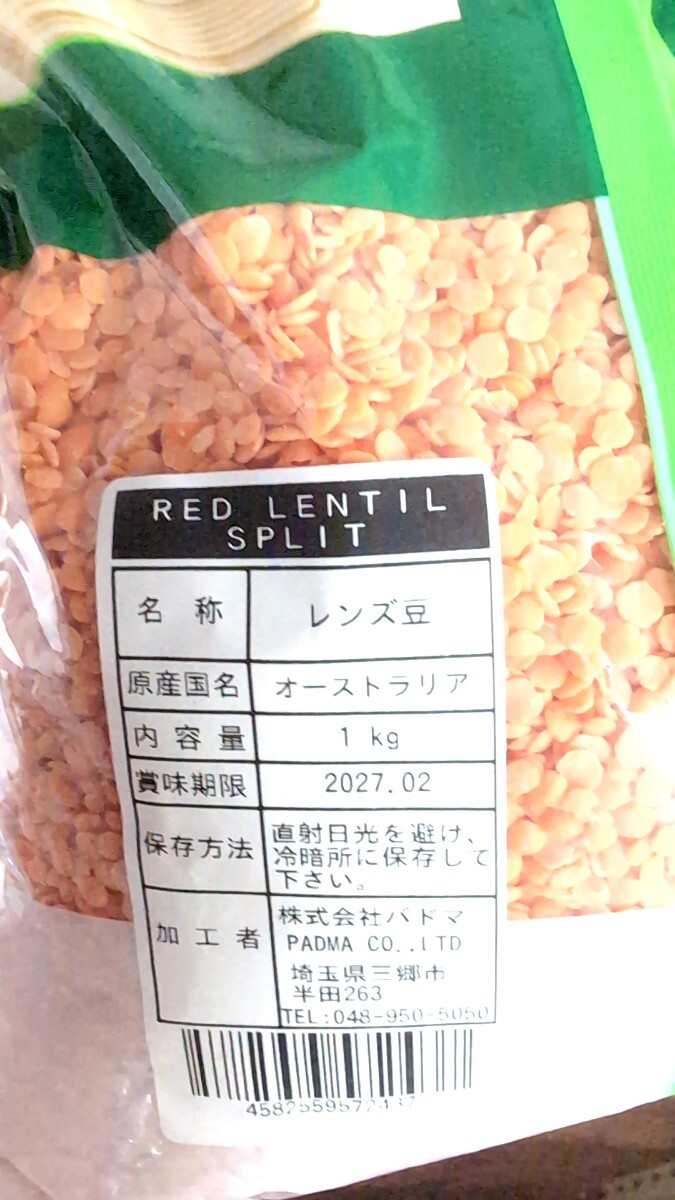 RED LENTIL
SPLIT
名称 レンズ豆
原産国名 オーストラリア
内容量 1 kg
賞味期限 2027.02
保存方法 直射日光を避け、
冷暗所に保存して
下さい。
加工者 株式会社パドマ
PADMA CO.,LTD
埼玉県三郷市
半田263
TEL:048-950-5050